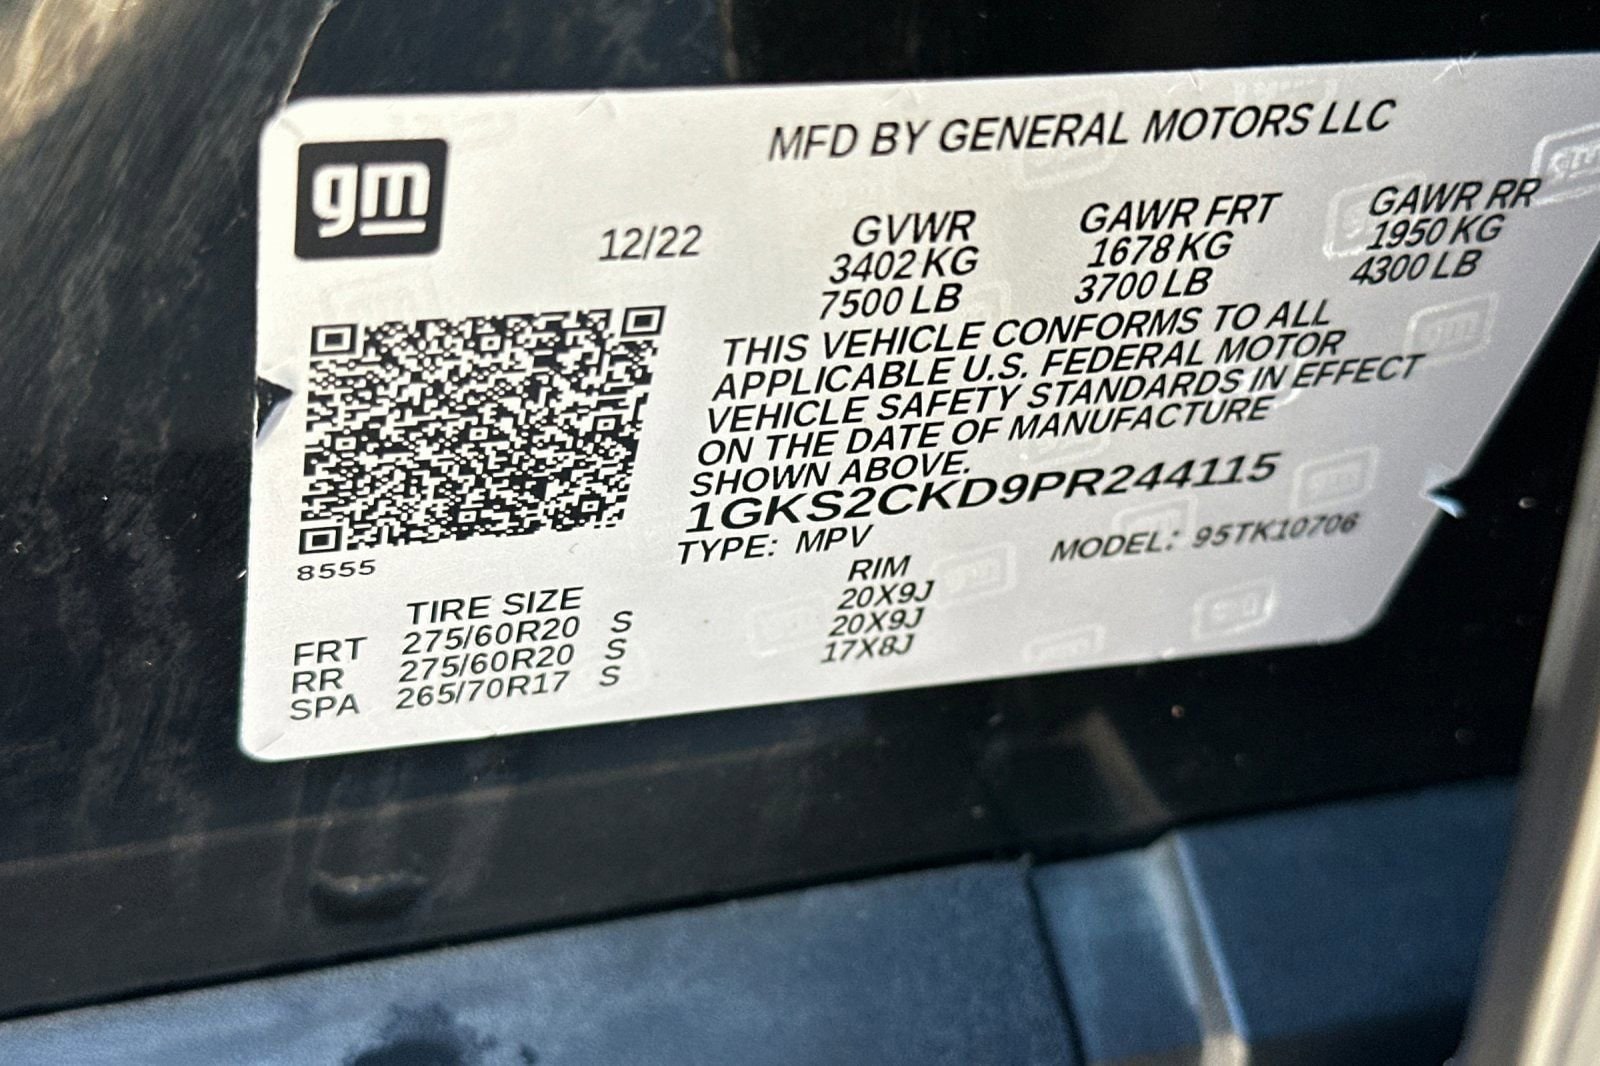 gm
MFD BY GENERAL MOTORS LLC
12/22
GVWR GAWR FRT GAWR RR
3402 KG 1678 KG 1950 KG
7500 LB 3700 LB 4300 LB
THIS VEHICLE CONFORMS TO ALL
APPLICABLE U.S. FEDERAL MOTOR
VEHICLE SAFETY STANDARDS IN EFFECT
ON THE DATE OF MANUFACTURE
SHOWN ABOVE.
1GKS2CKD9PR244115
TYPE: MPV MODEL: 95TK10706
8555
TIRE SIZE RIM
FRT 275/60R20 S 20X9J
RR 275/60R20 S 20X9J
SPA 265/70R17 S 17X8J